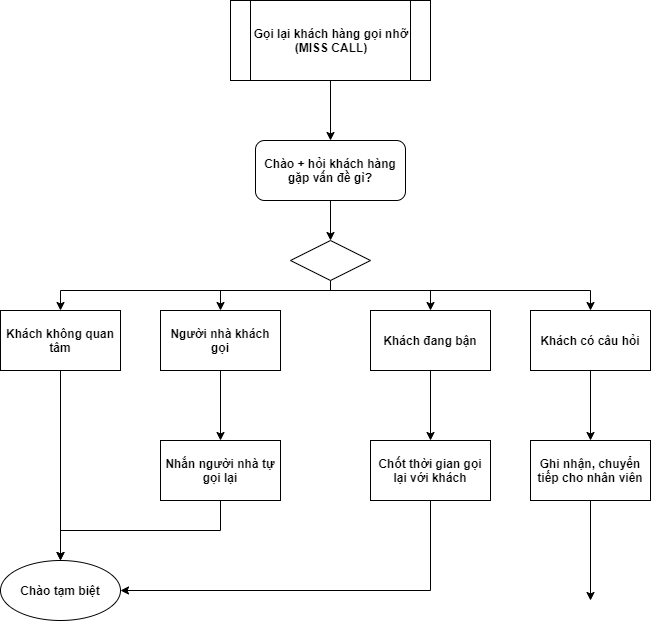 Gọi lại khách hàng gọi nhỡ
(MISS CALL)
Chào + hỏi khách hàng
gặp vấn đề gỉ?
Khách không quan
tâm
Người nhà khách
gọi
Khách đang bận
Khách có câu hỏi
Nhắn người nhà tự
gọi lại
Chốt thời gian gọi
lại với khách
Ghi nhận, chuyển
tiếp cho nhân viên
Chào tạm biệt